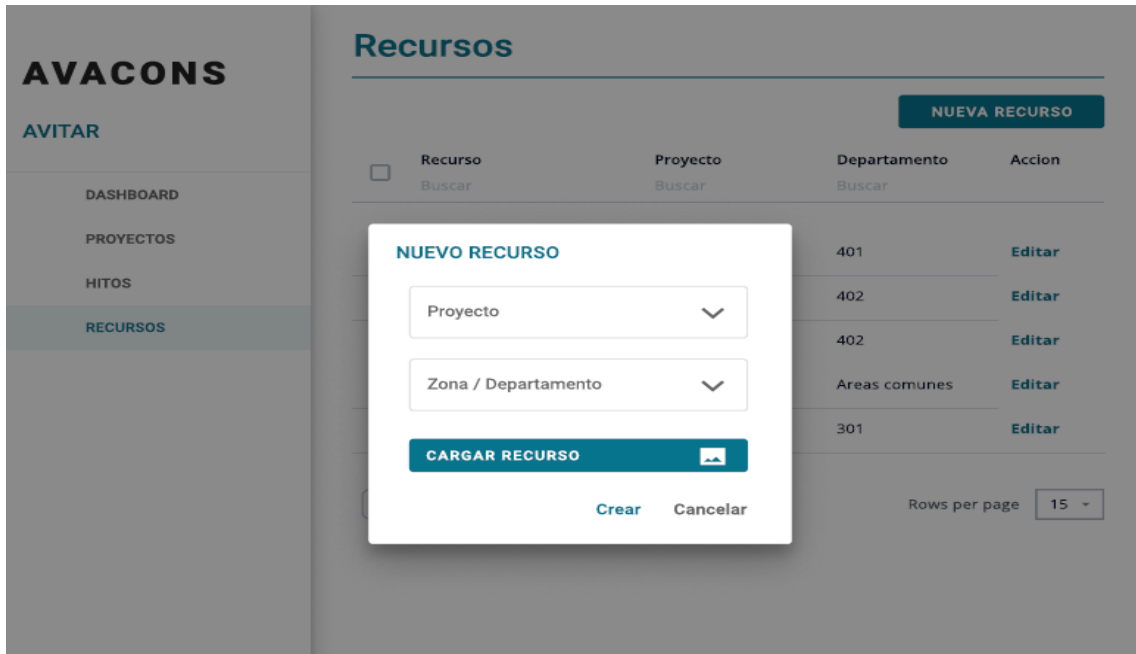 AVACONS
AVITAR
DASHBOARD
PROYECTOS
HITOS
RECURSOS
Recursos
NUEVA RECURSO
Recurso Proyecto Departamento Accion
Buscar Buscar Buscar
401 Editar
402 Editar
402 Editar
Areas comunes Editar
301 Editar
Rows per page 15
NUEVO RECURSO
Proyecto
Zona / Departamento
CARGAR RECURSO
Crear Cancelar